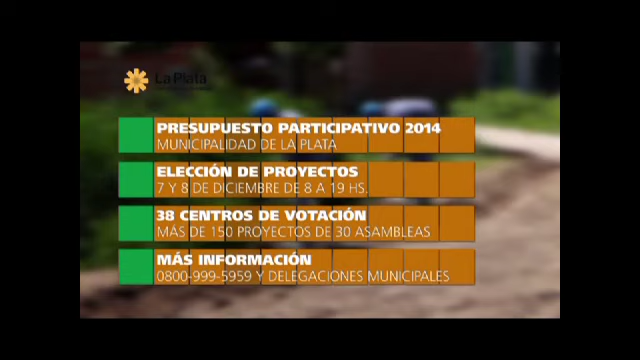 La Plata
PRESUPUESTO PARTICIPATIVO 2014
MUNICIPALIDAD DE LA PLATA
ELECCIÓN DE PROYECTOS
7 Y 8 DE DICIEMBRE DE 8 A 19 HS.
38 CENTROS DE VOTACIÓN
MÁS DE 150 PROYECTOS DE 30 ASAMBLEAS
MÁS INFORMACIÓN
0800-999-5959 Y DELEGACIONES MUNICIPALES